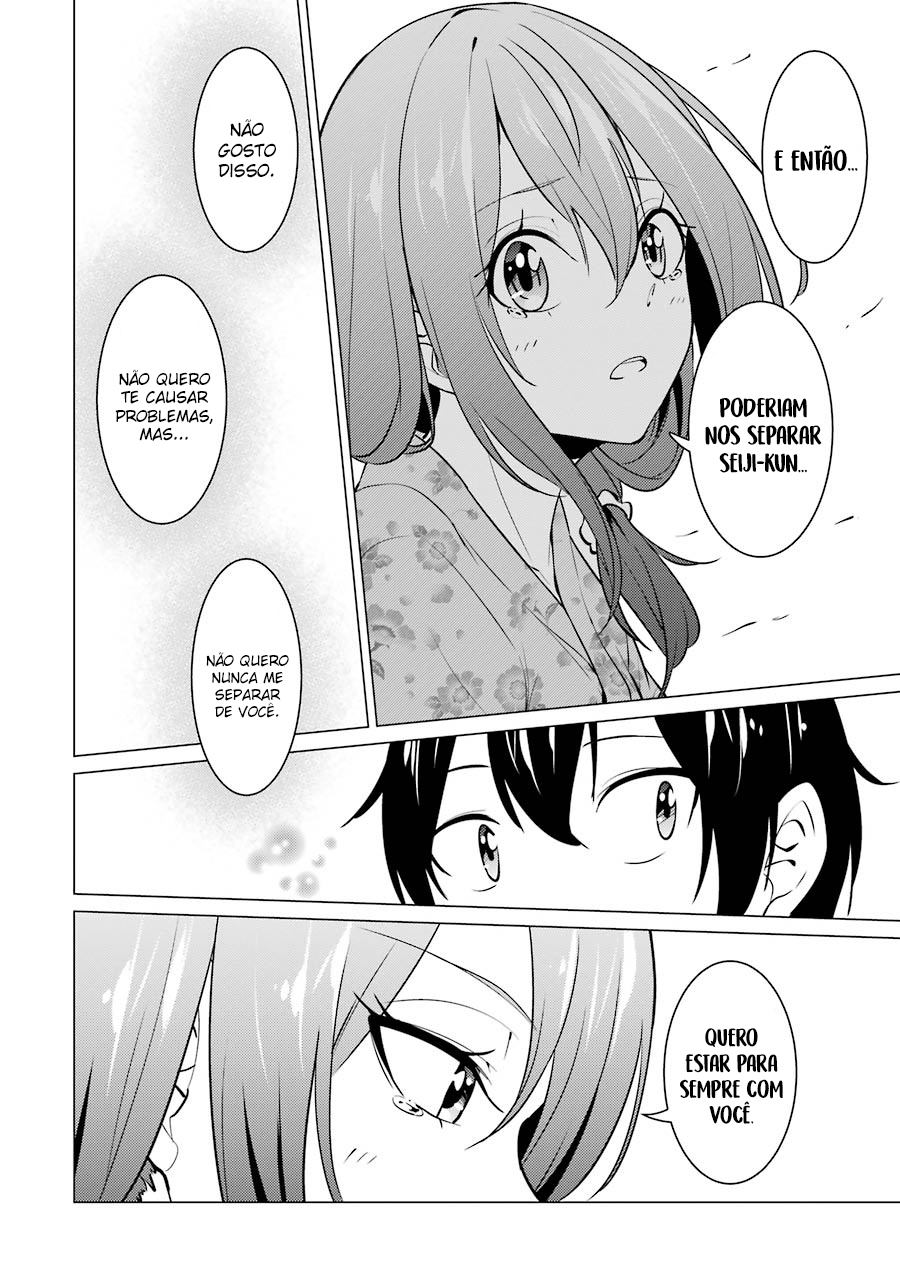 E ENTÃO...
PODERIAM
NOS SEPARAR
SEIJI-KUN...
NÃO
GOSTO
DISSO.
NÃO QUERO
TE CAUSAR
PROBLEMAS,
MAS...
NÃO QUERO
NUNCA ME
SEPARAR
DE VOCÊ.
QUERO
ESTAR PARA
SEMPRE COM
VOCÊ.